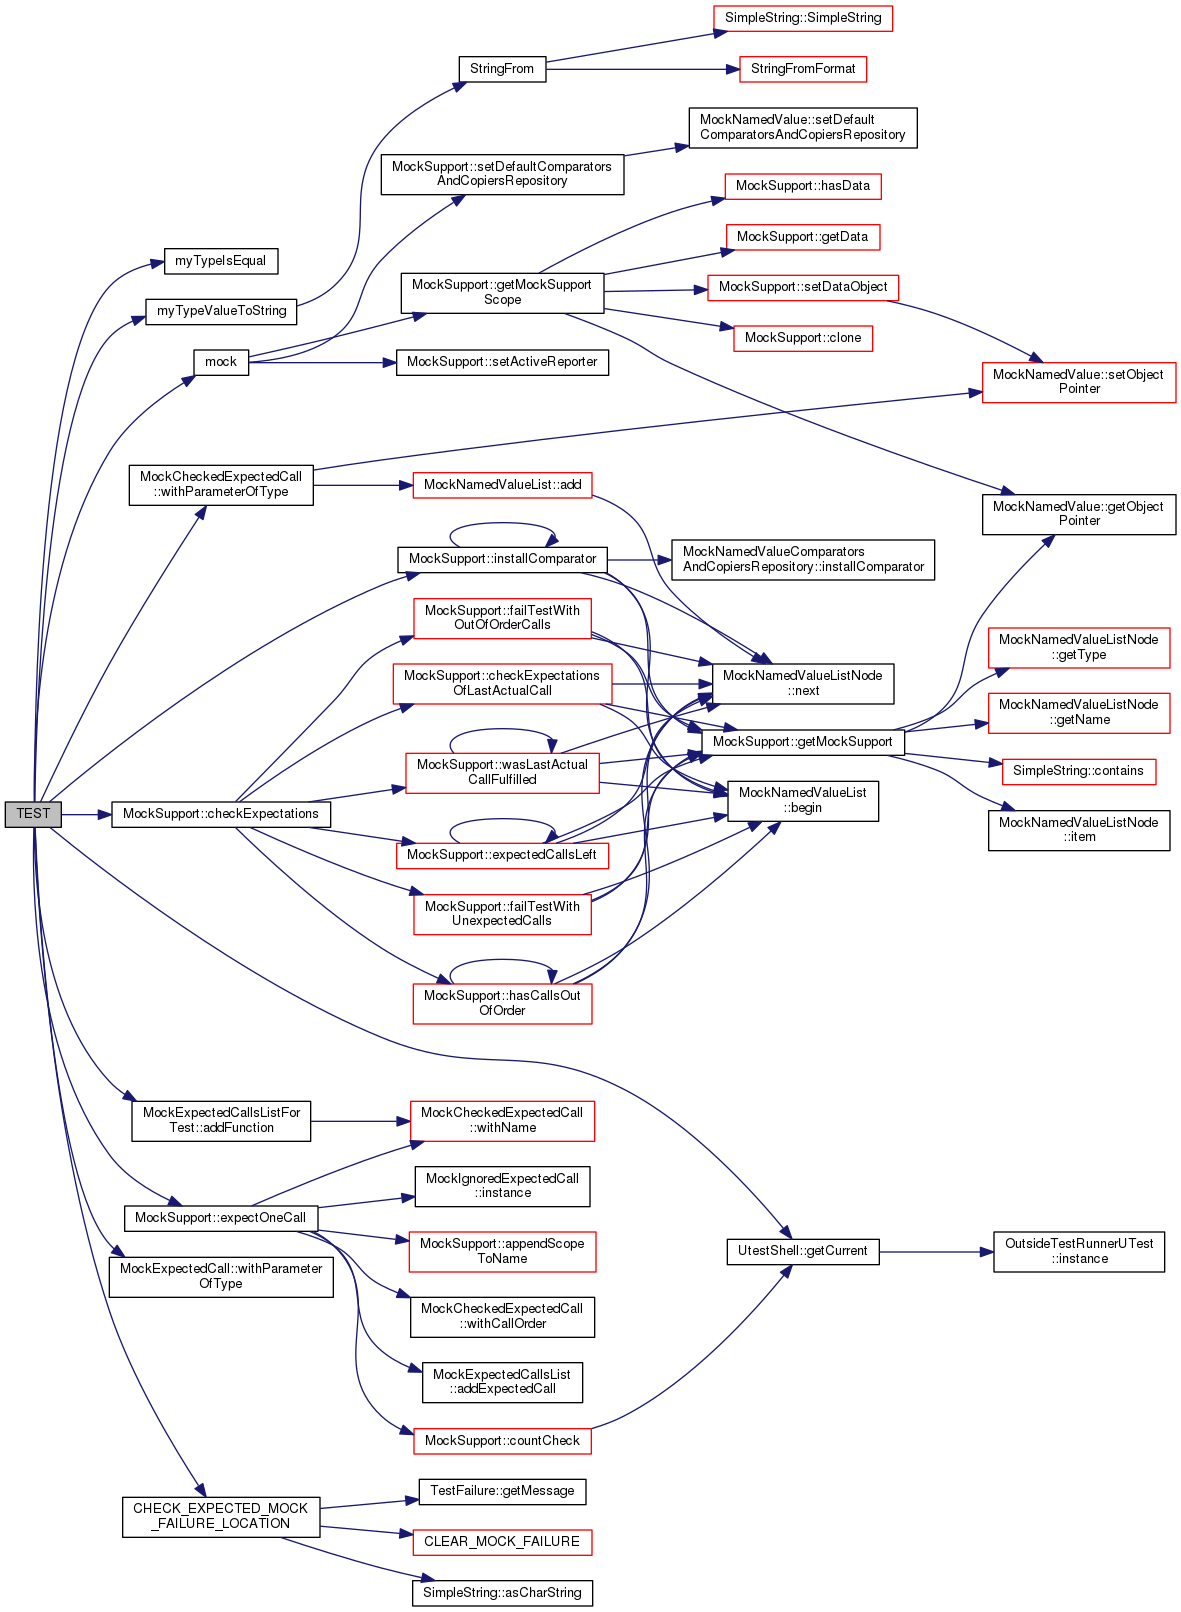 SimpleString::SimpleString
StringFrom
StringFromFormat
MockNamedValue::setDefault
ComparatorsAndCopiersRepository
MockSupport::setDefaultComparators
AndCopiersRepository
MockSupport::hasData
MockSupport::getData
myTypeIsEqual
MockSupport::getMockSupport
Scope
MockSupport::setDataObject
myTypeValueToString
MockSupport::clone
mock
MockSupport::setActiveReporter
MockNamedValue::setObject
Pointer
MockCheckedExpectedCall
::withParameterOfType
MockNamedValueList::add
MockNamedValue::getObject
Pointer
MockSupport::installComparator
MockNamedValueComparators
AndCopiersRepository::installComparator
MockSupport::failTestWith
OutOfOrderCalls
MockNamedValueListNode
::getType
MockSupport::checkExpectations
OfLastActualCall
MockNamedValueListNode
::next
MockNamedValueListNode
::getName
MockSupport::getMockSupport
MockSupport::wasLastActual
CallFulfilled
SimpleString::contains
TEST
MockSupport::checkExpectations
MockNamedValueList
::begin
MockNamedValueListNode
::item
MockSupport::expectedCallsLeft
MockSupport::failTestWith
UnexpectedCalls
MockSupport::hasCallsOut
OfOrder
MockExpectedCallsListFor
Test::addFunction
MockCheckedExpectedCall
::withName
MockIgnoredExpectedCall
::instance
MockSupport::expectOneCall
MockSupport::appendScope
ToName
UtestShell::getCurrent
OutsideTestRunnerUTest
::instance
MockExpectedCall::withParameter
OfType
MockCheckedExpectedCall
::withCallOrder
MockExpectedCallsList
::addExpectedCall
MockSupport::countCheck
TestFailure::getMessage
CHECK_EXPECTED_MOCK
_FAILURE_LOCATION
CLEAR_MOCK_FAILURE
SimpleString::asCharString